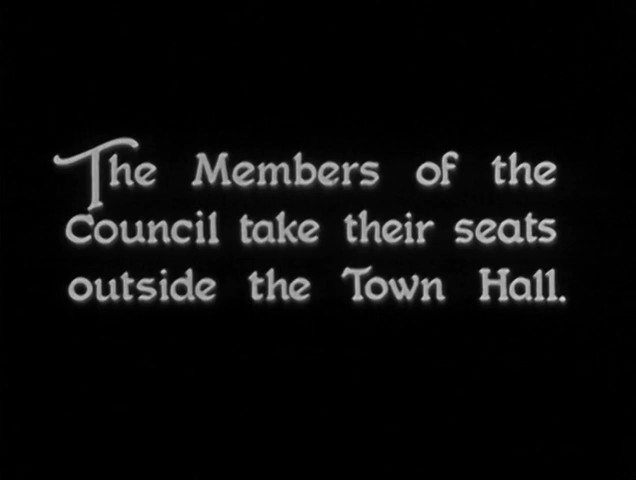 The Members of the
Council take their seats
outside the Town Hall.